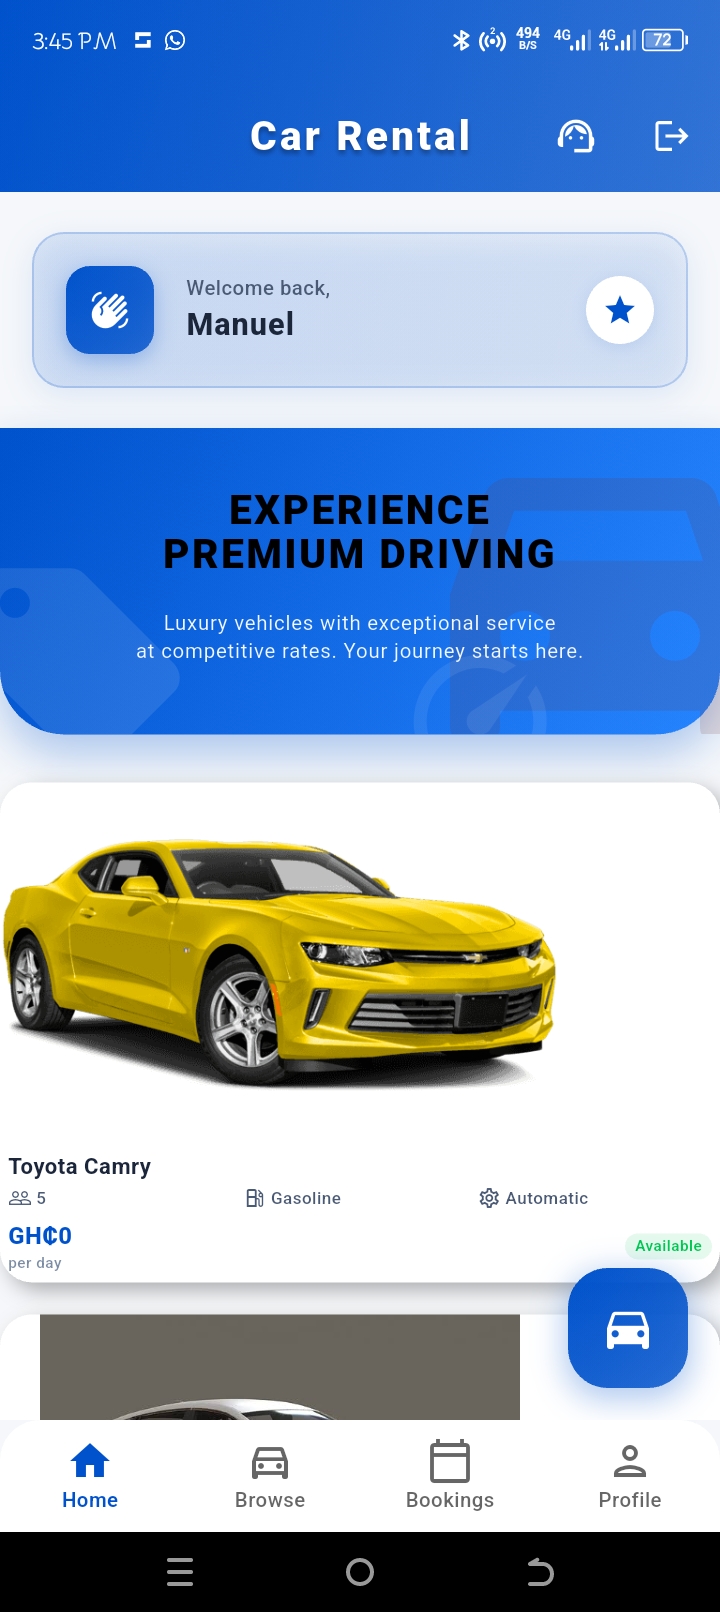 3:45 PM
2
494
B/S
4G
4G
72
Car Rental
Welcome back,
Manuel
EXPERIENCE
PREMIUM DRIVING
Luxury vehicles with exceptional service
at competitive rates. Your journey starts here.
Toyota Camry
5
Gasoline
Automatic
GH₵0
per day
Available
Home
Browse
Bookings
Profile